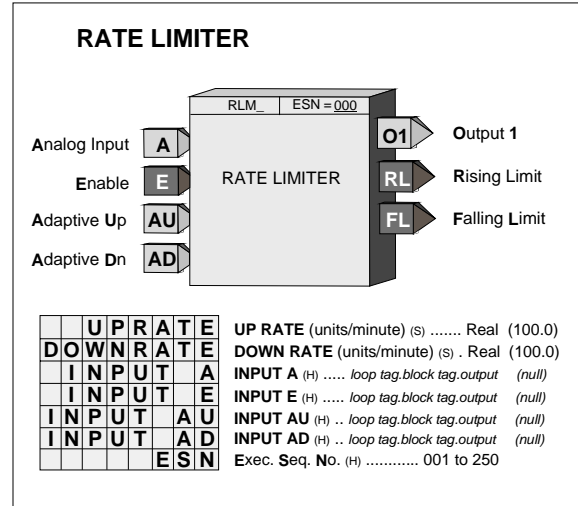 RATE LIMITER
RLM_ ESN = 000
Analog Input A
Enable E
Adaptive Up AU
Adaptive Dn AD
RATE LIMITER
O1 Output 1
RL Rising Limit
FL Falling Limit
UPRATE UP RATE (units/minute) (S) ....... Real (100.0)
DOWNRATE DOWN RATE (units/minute) (S) . Real (100.0)
INPUT A INPUT A (H) ..... loop tag.block tag.output (null)
INPUT E INPUT E (H) .... loop tag.block tag.output (null)
INPUT AU INPUT AU (H) .. loop tag.block tag.output (null)
INPUT AD INPUT AD (H) .. loop tag.block tag.output (null)
ESN Exec. Seq. No. (H) ............ 001 to 250